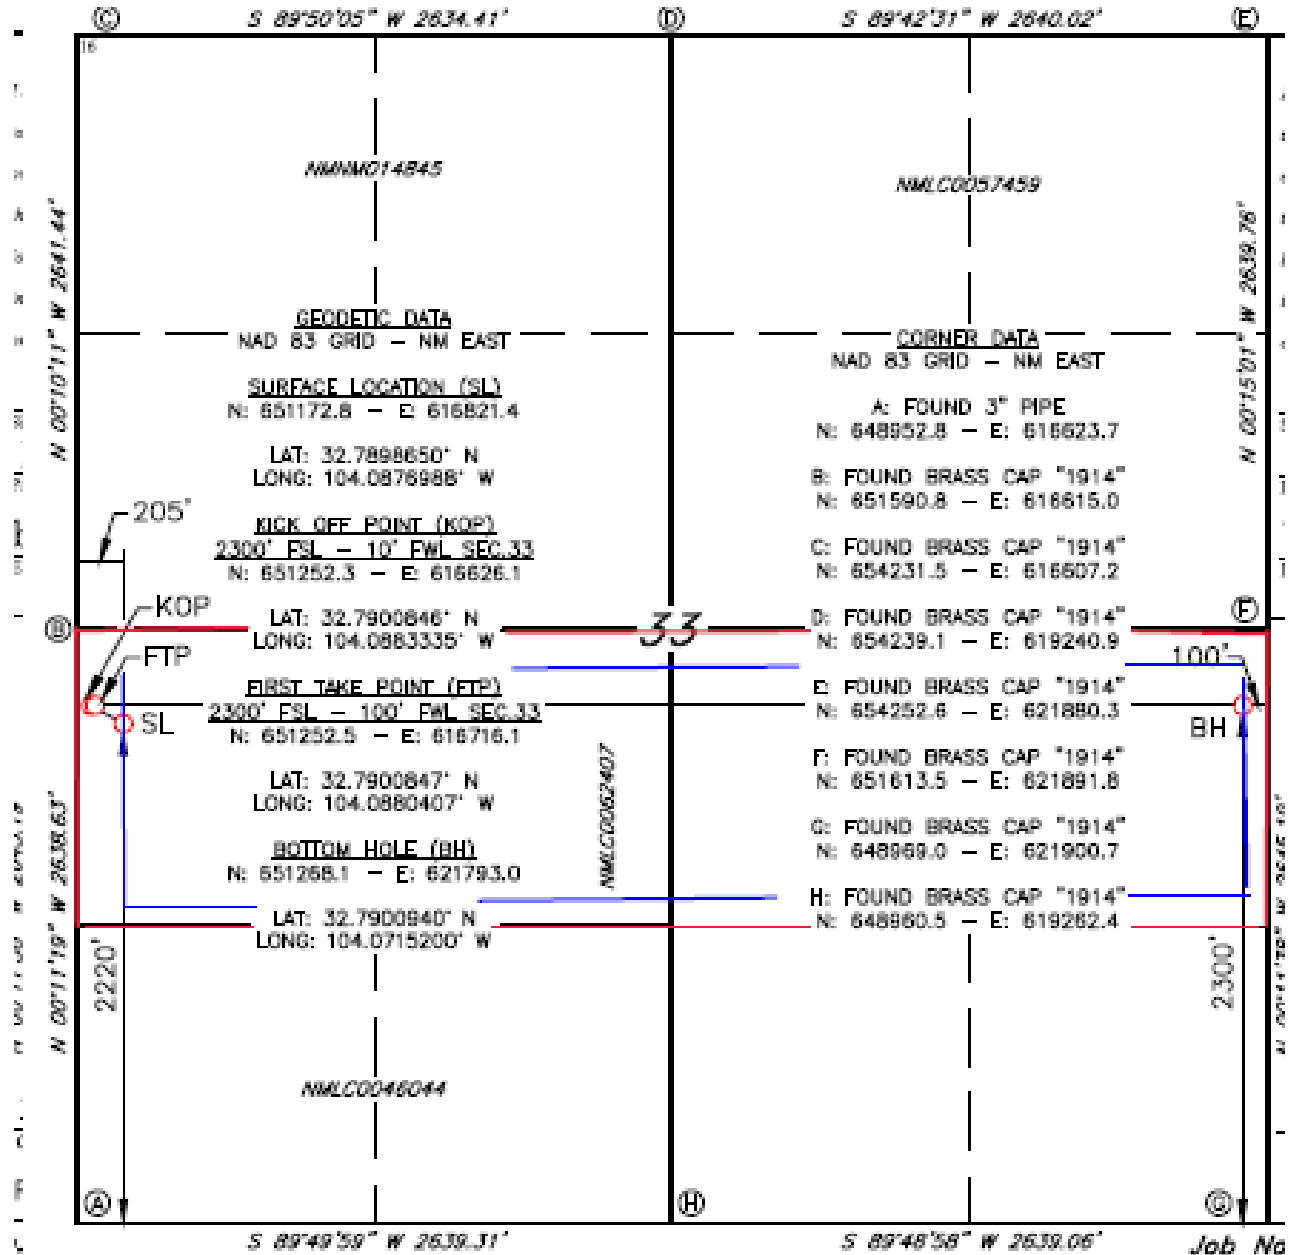 C S 89°50'05" W 2634.41' D S 89°42'31" W 2640.02' E
16
NMNM014845
NMLC0057459
N 00°10'11" W 2641.44'
N 00°15'01" W 2639.76'
GEODETIC DATA
NAD 83 GRID – NM EAST
SURFACE LOCATION (SL)
N: 651172.8 – E: 616821.4
LAT: 32.7898650° N
LONG: 104.0876988° W
KICK OFF POINT (KOP)
2300' FSL – 10' FWL SEC.33
N: 651252.3 – E: 616626.1
LAT: 32.7900846° N
LONG: 104.0883335° W
FIRST TAKE POINT (FTP)
2300' FSL – 100' FWL SEC.33
N: 651252.5 – E: 616716.1
LAT: 32.7900847° N
LONG: 104.0880407° W
BOTTOM HOLE (BH)
N: 651268.1 – E: 621793.0
LAT: 32.7900940° N
LONG: 104.0715200° W
CORNER DATA
NAD 83 GRID – NM EAST
A: FOUND 3" PIPE
N: 648952.8 – E: 616623.7
B: FOUND BRASS CAP "1914"
N: 651590.8 – E: 616615.0
C: FOUND BRASS CAP "1914"
N: 654231.5 – E: 616607.2
D: FOUND BRASS CAP "1914"
N: 654239.1 – E: 619240.9
E: FOUND BRASS CAP "1914"
N: 654252.6 – E: 621880.3
F: FOUND BRASS CAP "1914"
N: 651613.5 – E: 621891.8
G: FOUND BRASS CAP "1914"
N: 648969.0 – E: 621900.7
H: FOUND BRASS CAP "1914"
N: 648960.5 – E: 619262.4
205'
KOP
B
FTP
SL
33
F
100'
BH
NMLC0062407
N 00°11'19" W 2638.63'
2220'
2300'
NMLC0046044
A
H
G
S 89°49'59" W 2639.31' S 89°48'58" W 2639.06' Job No